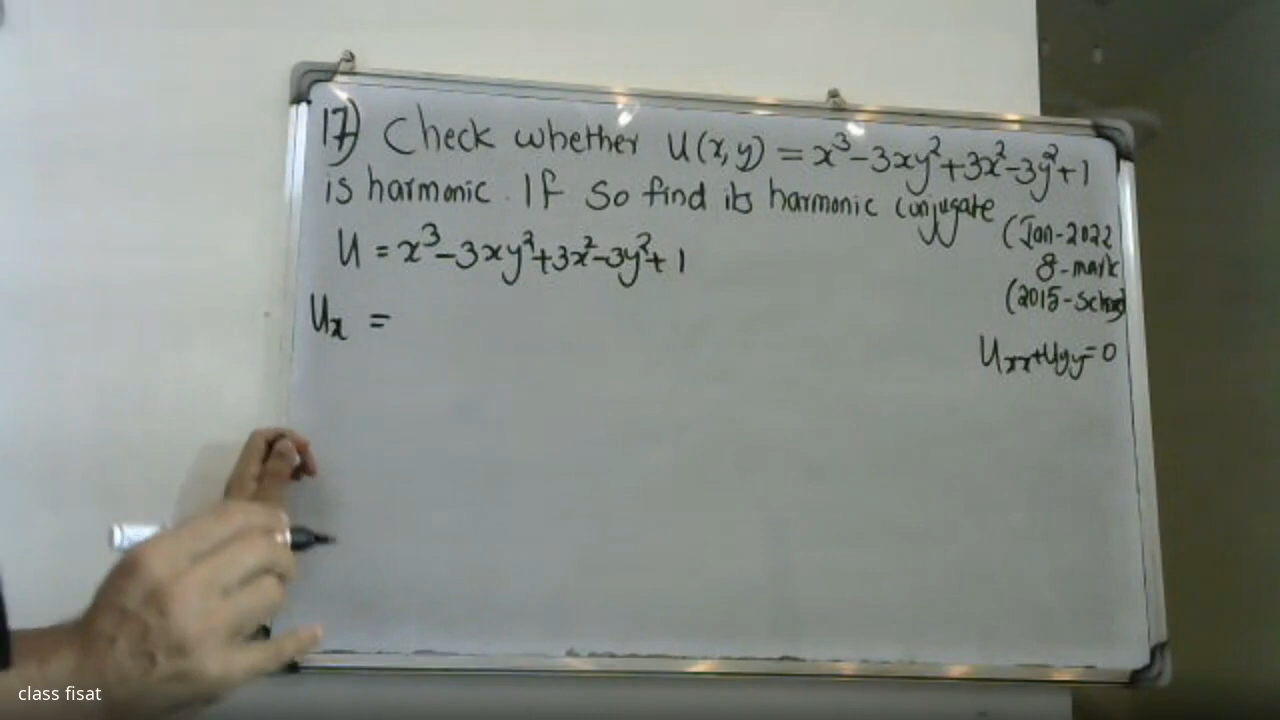 17) Check whether U(x,y) = x³-3xy²+3x²-3y²+1
is harmonic. If so find its harmonic conjugate
(Jan-2022
8-mark
(2015-
U = x³-3xy²+3x²-3y²+1
Ux =
Uxx+Uyy=0
class fisat